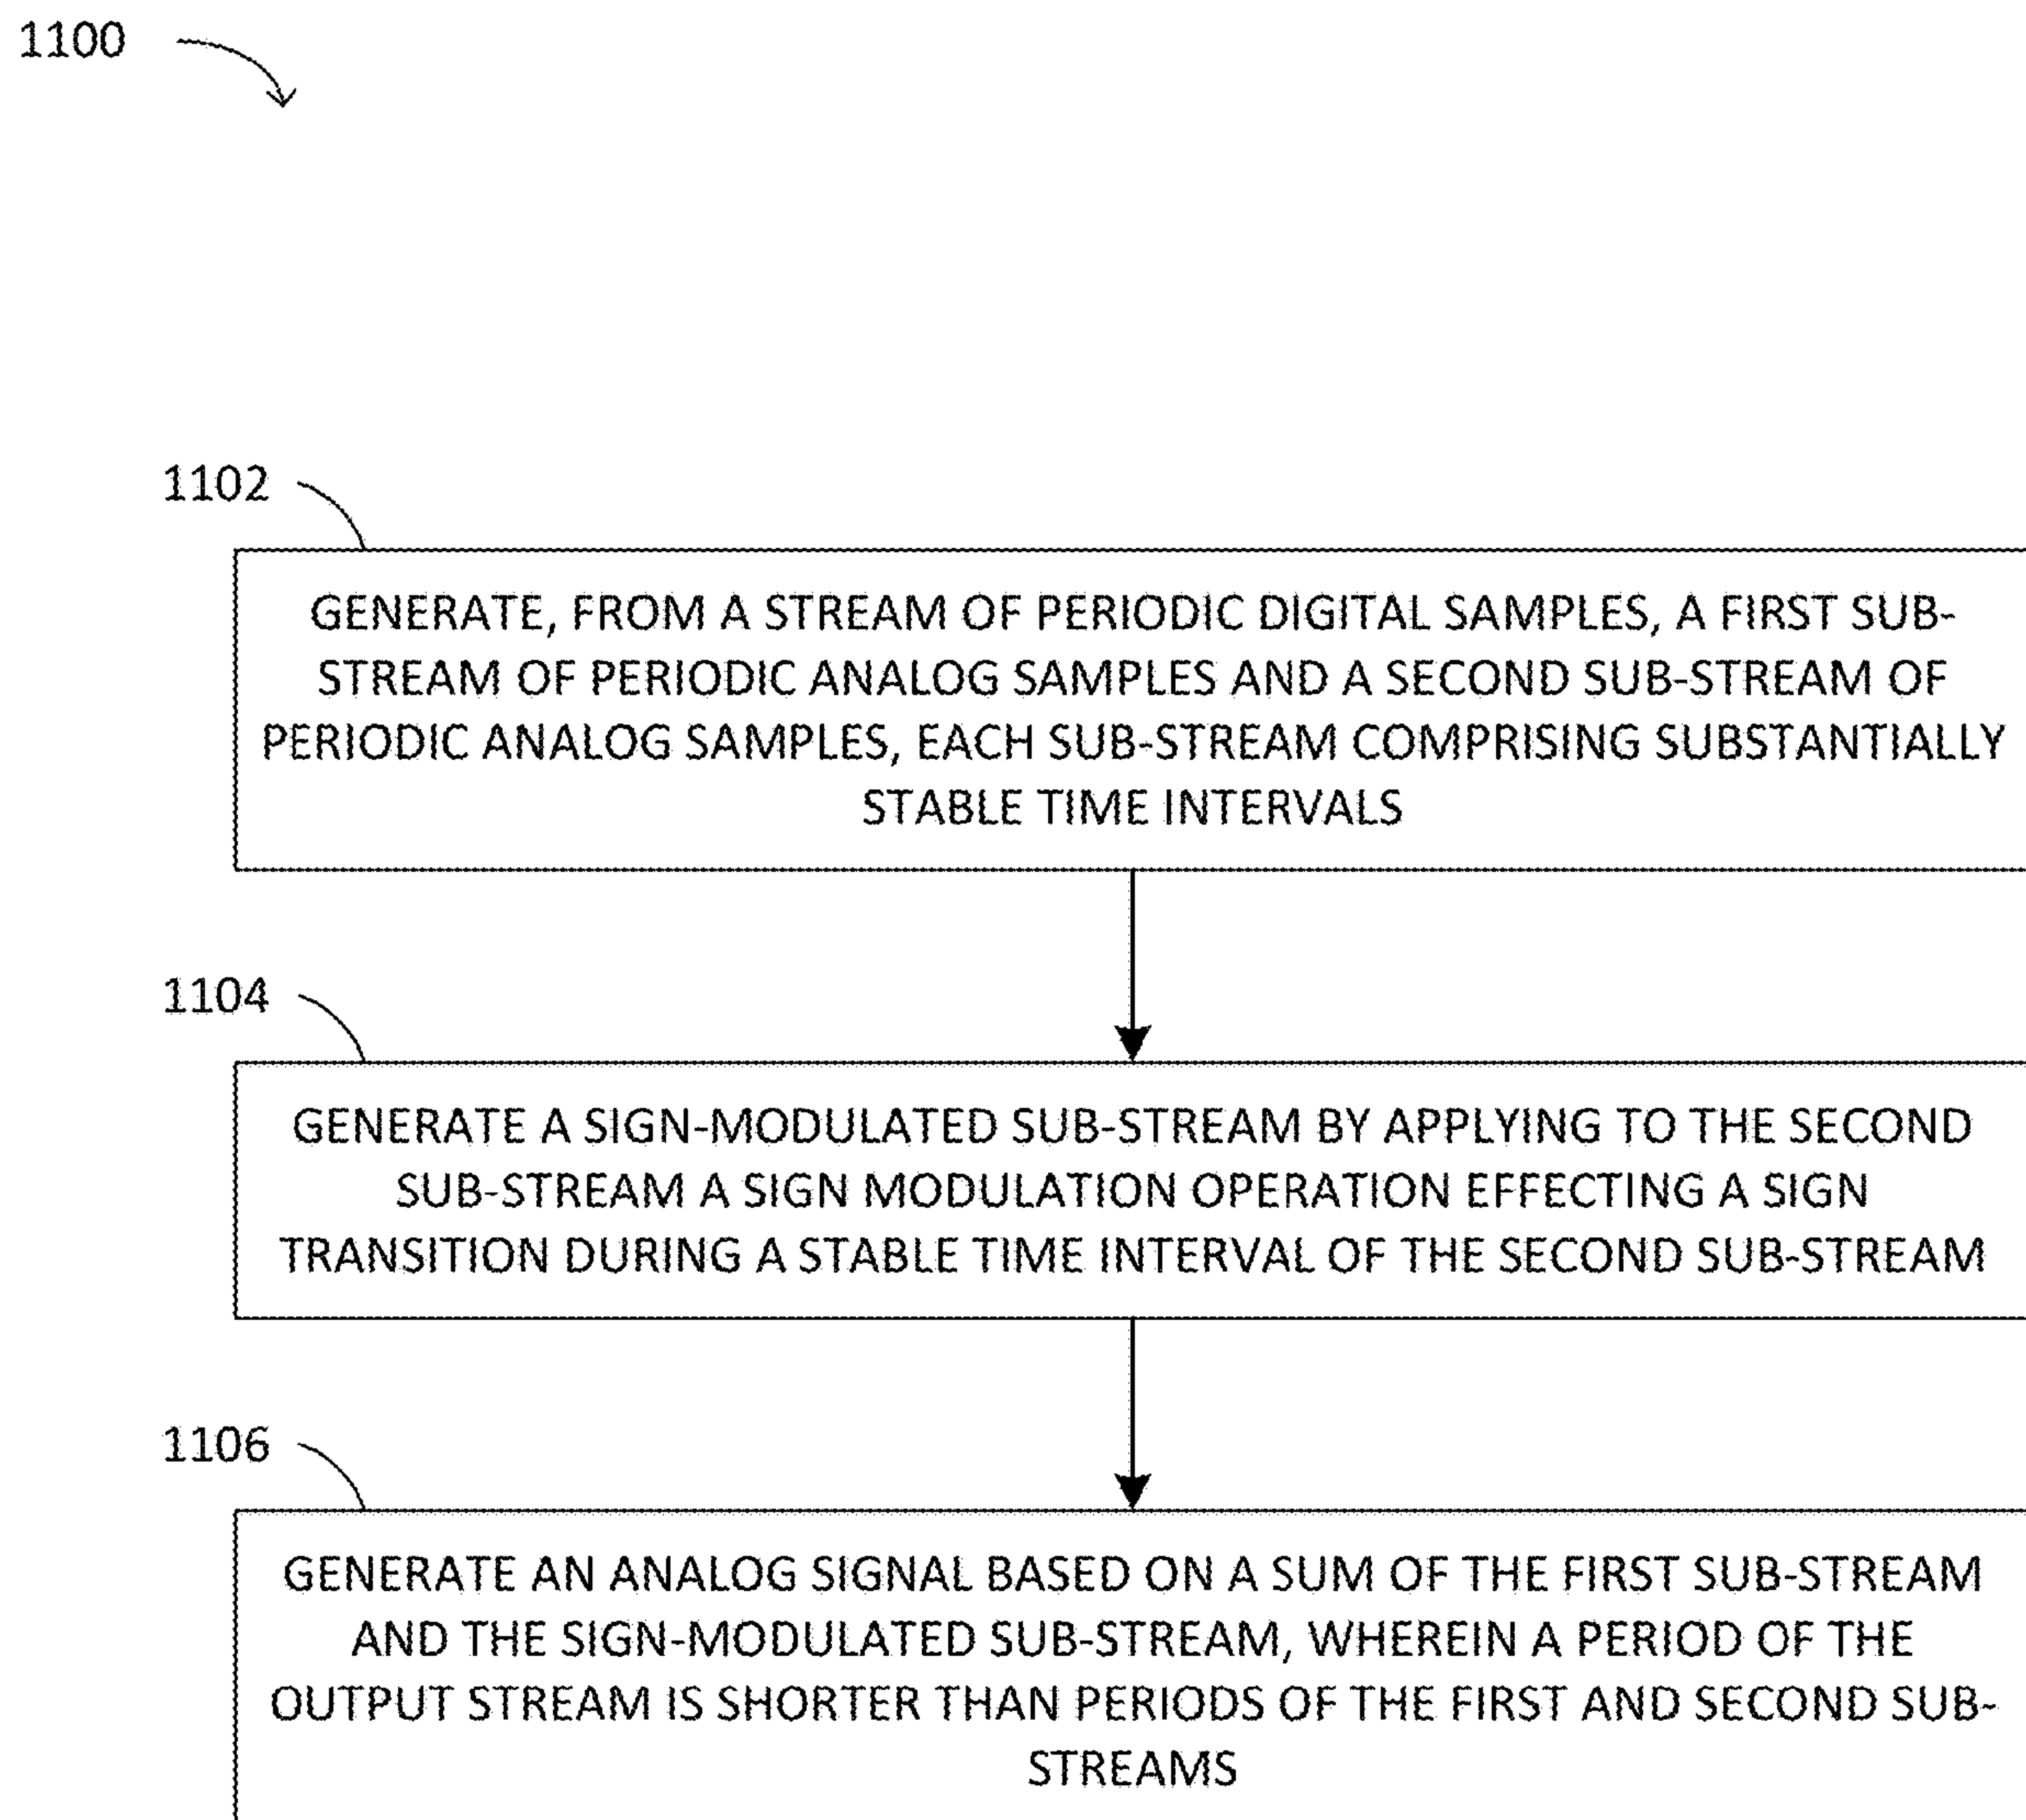 1100
1102
GENERATE, FROM A STREAM OF PERIODIC DIGITAL SAMPLES, A FIRST SUB-
STREAM OF PERIODIC ANALOG SAMPLES AND A SECOND SUB-STREAM OF
PERIODIC ANALOG SAMPLES, EACH SUB-STREAM COMPRISING SUBSTANTIALLY
STABLE TIME INTERVALS
1104
GENERATE A SIGN-MODULATED SUB-STREAM BY APPLYING TO THE SECOND
SUB-STREAM A SIGN MODULATION OPERATION EFFECTING A SIGN
TRANSITION DURING A STABLE TIME INTERVAL OF THE SECOND SUB-STREAM
1106
GENERATE AN ANALOG SIGNAL BASED ON A SUM OF THE FIRST SUB-STREAM
AND THE SIGN-MODULATED SUB-STREAM, WHEREIN A PERIOD OF THE
OUTPUT STREAM IS SHORTER THAN PERIODS OF THE FIRST AND SECOND SUB-
STREAMS